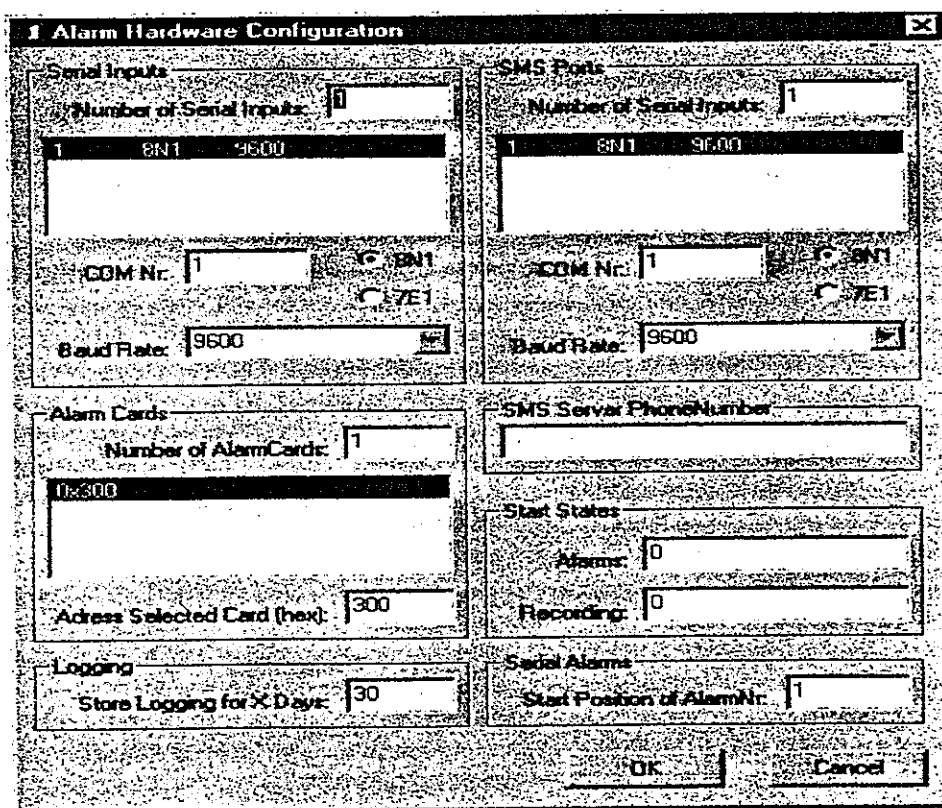 Alarm Hardware Configuration
Serial Inputs
Number of Serial Inputs: 1
1 8N1 9600
COM Nr.: 1
8N1
7E1
Baud Rate: 9600
SMS Ports
Number of Serial Inputs: 1
1 8N1 9600
COM Nr.: 1
8N1
7E1
Baud Rate: 9600
Alarm Cards
Number of AlarmCards: 1
0x300
Adress Selected Card (hex): 300
SMS Server PhoneNumber
Start States
Alarms: 0
Recording: 0
Logging
Store Logging for X Days: 30
Serial Alarms
Start Position of AlarmNr.: 1
OK
Cancel